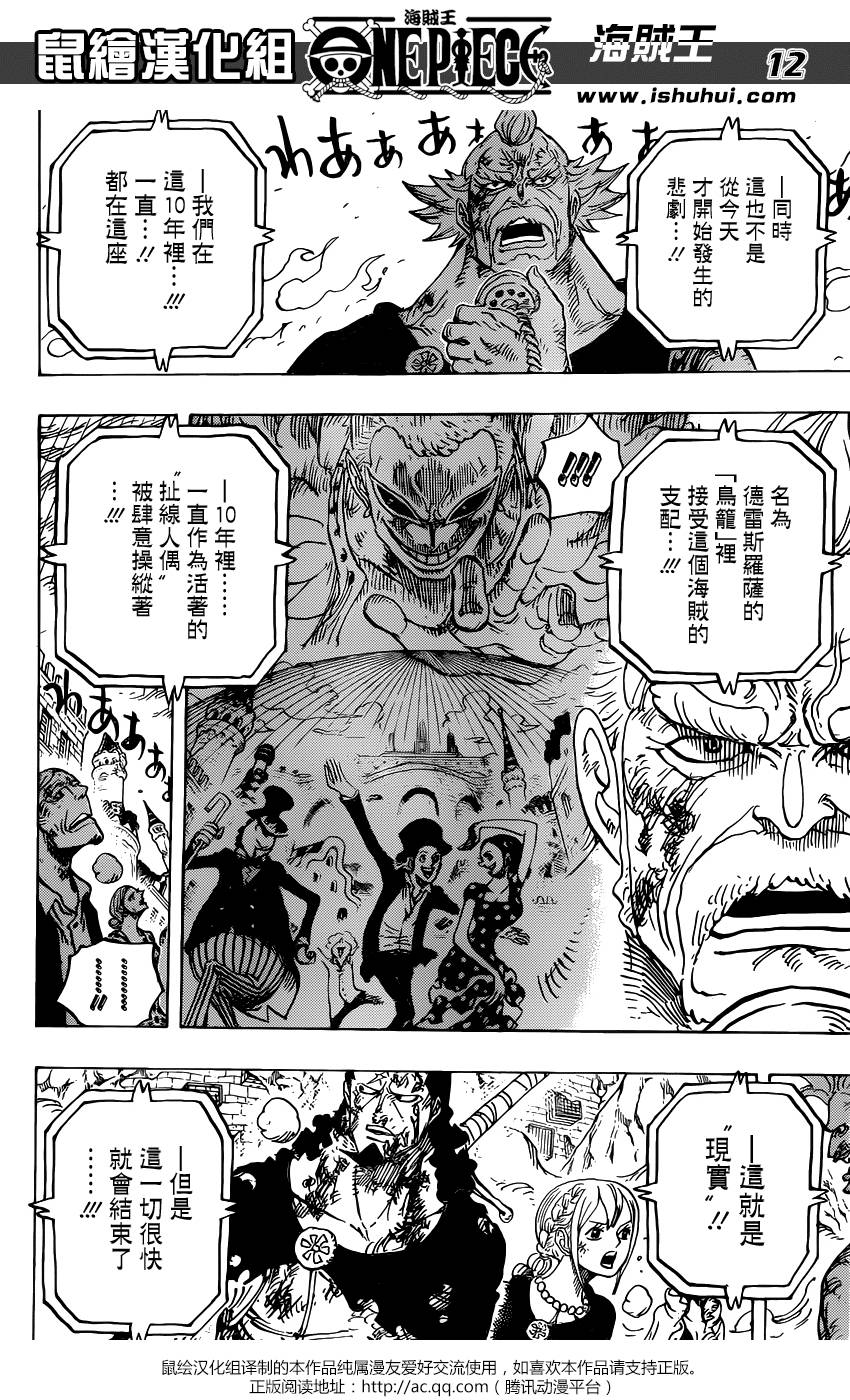 鼠繪漢化組
海賊王
ONE PIECE
海賊王
12
www.ishuhui.com
わあぁぁぁあぁぁあぁ
—同時
這也不是
從今天
才開始發生的
悲劇…!!
—我們在
這10年裡…!!!
一直…!!
都在這座
名為
德雷斯羅薩的
「鳥籠」裡
接受這個海賊的
支配…!!!
!!!
—10年裡……
一直作為活著的
“扯線人偶”
被肆意操縱著
…!!!
わあぁぁあぁ
…………!!
—這就是
“現實”!!
—但是
這一切很快
就會結束了
……!!!
鼠绘汉化组译制的本作品纯属漫友爱好交流使用，如喜欢本作品请支持正版。
正版阅读地址：http://ac.qq.com（腾讯动漫平台）